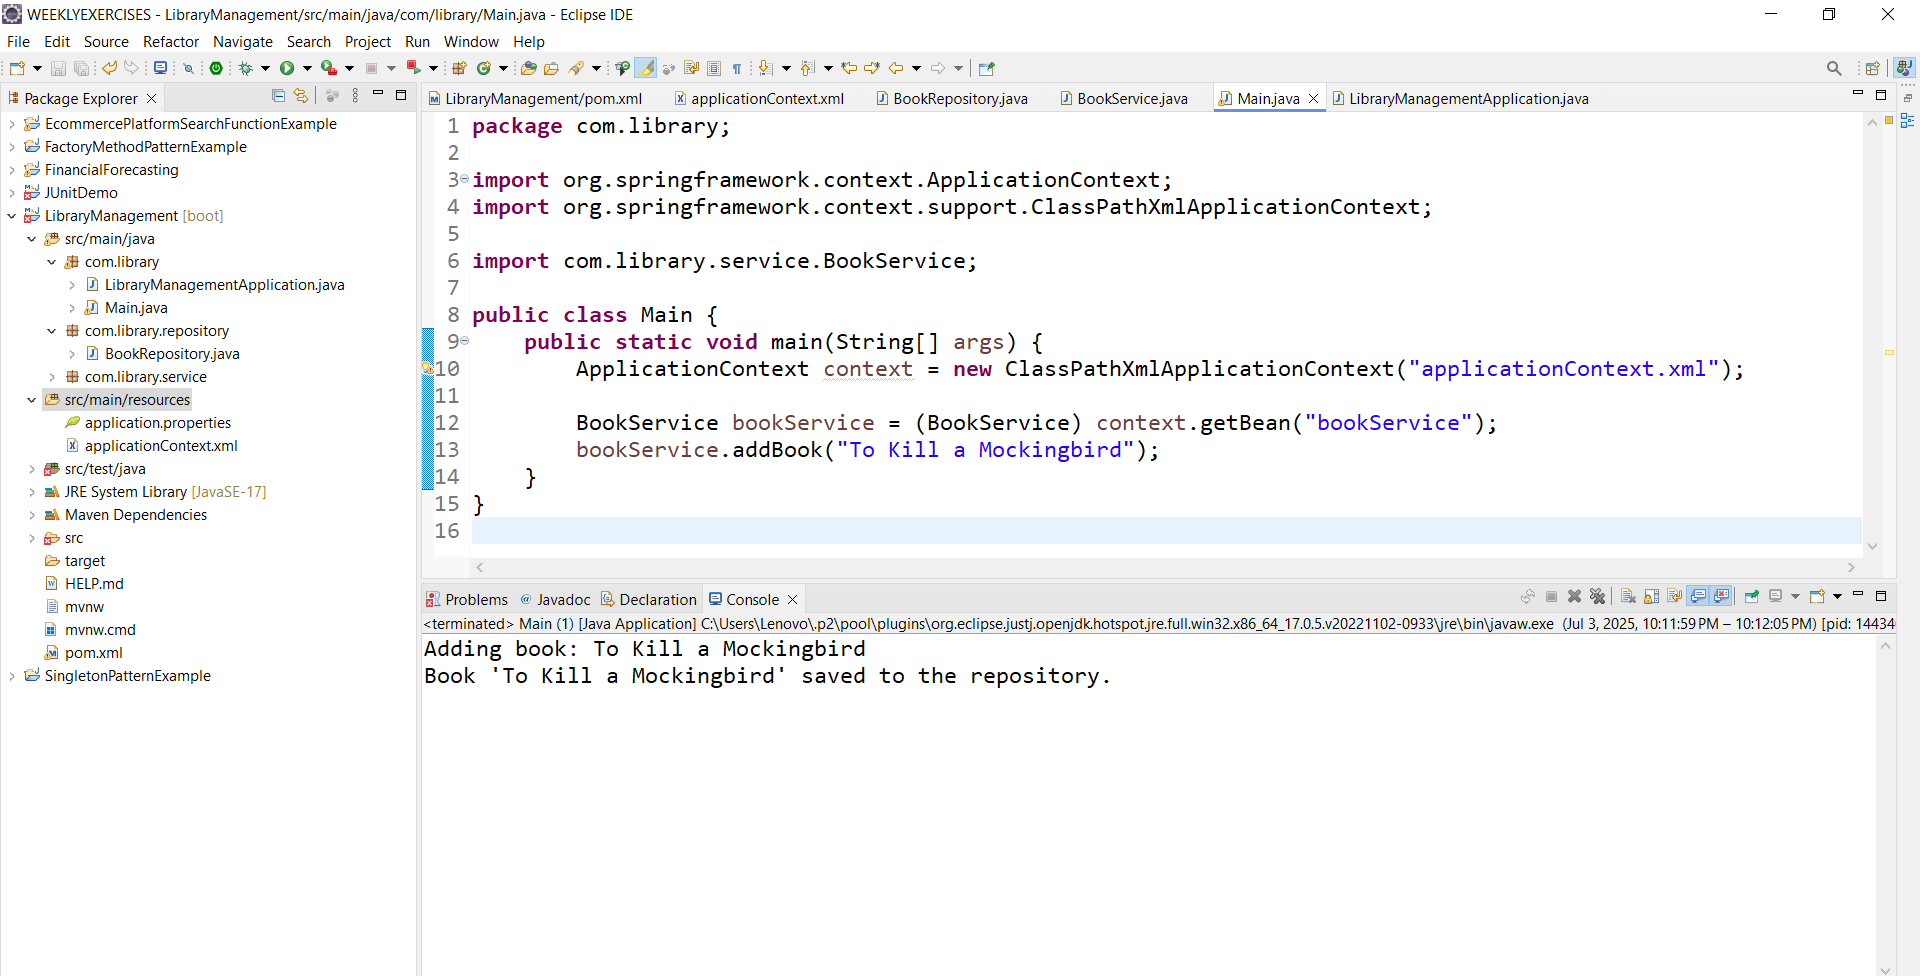 WEEKLYEXERCISES - LibraryManagement/src/main/java/com/library/Main.java - Eclipse IDE
File Edit Source Refactor Navigate Search Project Run Window Help
Package Explorer
EcommercePlatformSearchFunctionExample
FactoryMethodPatternExample
FinancialForecasting
JUnitDemo
LibraryManagement [boot]
src/main/java
com.library
LibraryManagementApplication.java
Main.java
com.library.repository
BookRepository.java
com.library.service
src/main/resources
application.properties
applicationContext.xml
src/test/java
JRE System Library [JavaSE-17]
Maven Dependencies
src
target
HELP.md
mvnw
mvnw.cmd
pom.xml
SingletonPatternExample
LibraryManagement/pom.xml applicationContext.xml BookRepository.java BookService.java Main.java LibraryManagementApplication.java
1 package com.library;
2
3 import org.springframework.context.ApplicationContext;
4 import org.springframework.context.support.ClassPathXmlApplicationContext;
5
6 import com.library.service.BookService;
7
8 public class Main {
9 public static void main(String[] args) {
10 ApplicationContext context = new ClassPathXmlApplicationContext("applicationContext.xml");
11
12 BookService bookService = (BookService) context.getBean("bookService");
13 bookService.addBook("To Kill a Mockingbird");
14 }
15 }
16
Problems Javadoc Declaration Console
<terminated> Main (1) [Java Application] C:\Users\Lenovo\.p2\pool\plugins\org.eclipse.justj.openjdk.hotspot.jre.full.win32.x86_64_17.0.5.v20221102-0933\jre\bin\javaw.exe (Jul 3, 2025, 10:11:59 PM – 10:12:05 PM) [pid: 14434
Adding book: To Kill a Mockingbird
Book 'To Kill a Mockingbird' saved to the repository.